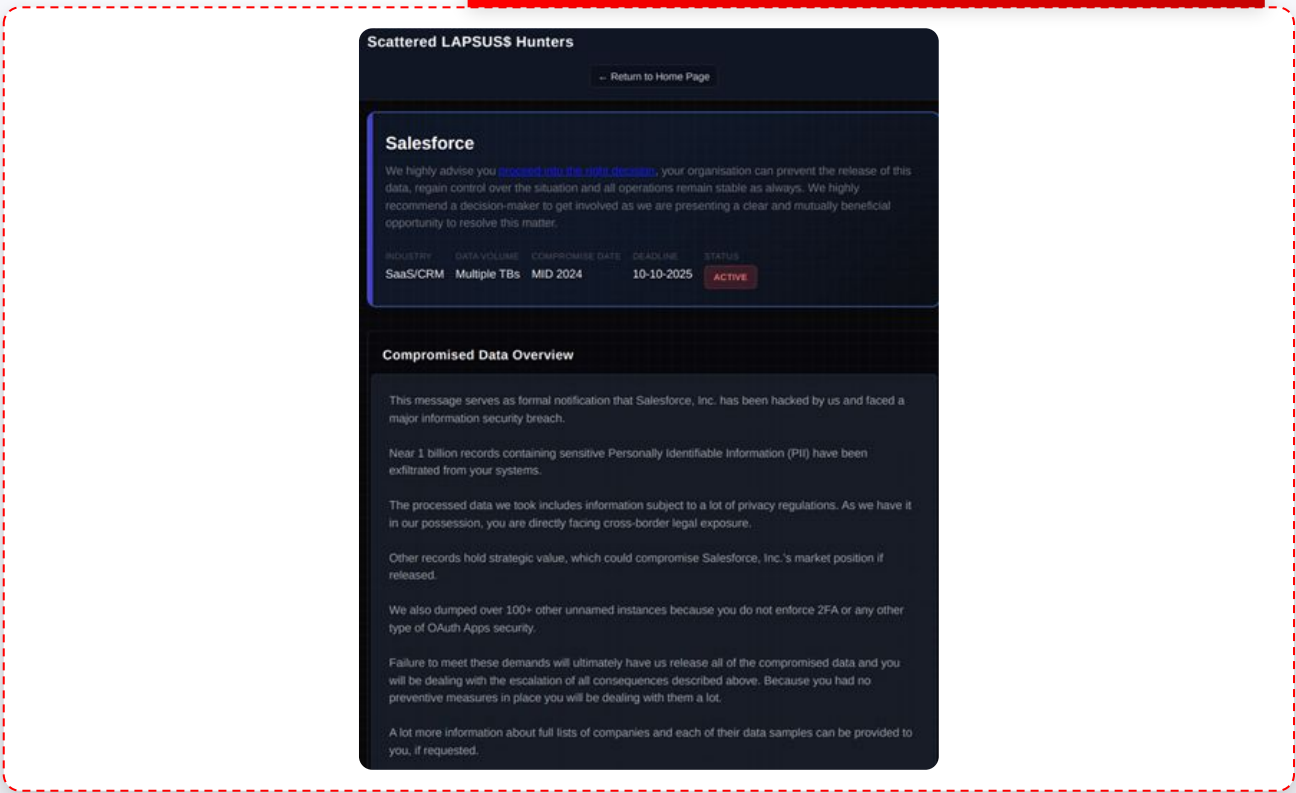 Scattered LAPSUS$ Hunters
← Return to Home Page
Salesforce
We highly advise you proceed into the right decision, your organisation can prevent the release of this
data, regain control over the situation and all operations remain stable as always. We highly
recommend a decision-maker to get involved as we are presenting a clear and mutually beneficial
opportunity to resolve this matter.
INDUSTRY DATA VOLUME COMPROMISE DATE DEADLINE STATUS
SaaS/CRM Multiple TBs MID 2024 10-10-2025 ACTIVE
Compromised Data Overview
This message serves as formal notification that Salesforce, Inc. has been hacked by us and faced a
major information security breach.
Near 1 billion records containing sensitive Personally Identifiable Information (PII) have been
exfiltrated from your systems.
The processed data we took includes information subject to a lot of privacy regulations. As we have it
in our possession, you are directly facing cross-border legal exposure.
Other records hold strategic value, which could compromise Salesforce, Inc.'s market position if
released.
We also dumped over 100+ other unnamed instances because you do not enforce 2FA or any other
type of OAuth Apps security.
Failure to meet these demands will ultimately have us release all of the compromised data and you
will be dealing with the escalation of all consequences described above. Because you had no
preventive measures in place you will be dealing with them a lot.
A lot more information about full lists of companies and each of their data samples can be provided to
you, if requested.